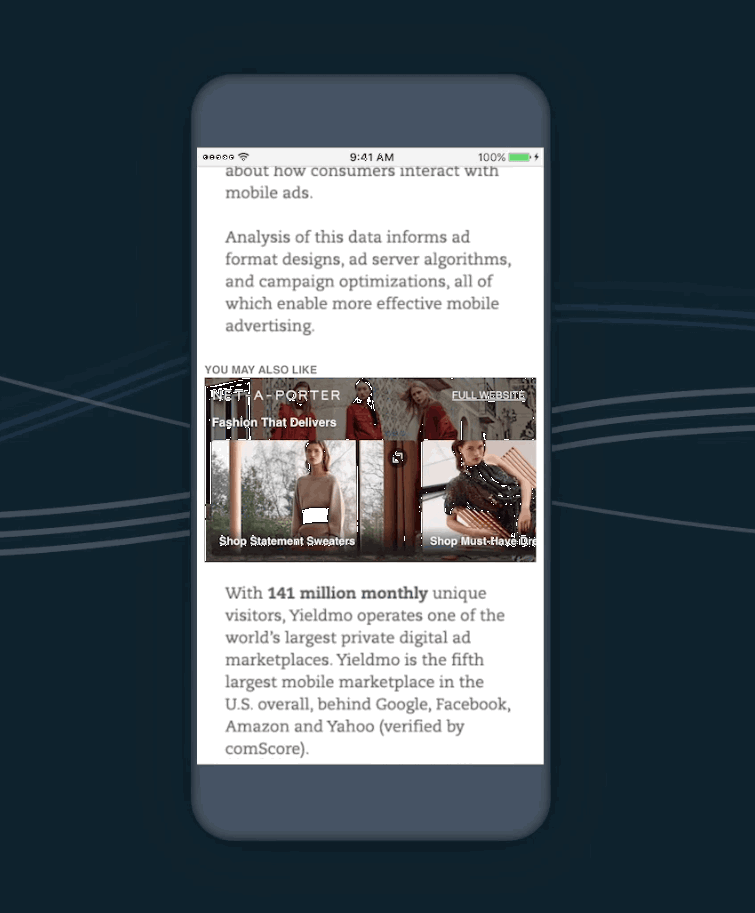 9:41 AM 100%
about how consumers interact with
mobile ads.
Analysis of this data informs ad
format designs, ad server algorithms,
and campaign optimizations, all of
which enable more effective mobile
advertising.
YOU MAY ALSO LIKE
NET-A-PORTER FULL WEBSITE
Fashion That Delivers
Shop Statement Sweaters Shop Must-Have Dre
With 141 million monthly unique
visitors, Yieldmo operates one of the
world's largest private digital ad
marketplaces. Yieldmo is the fifth
largest mobile marketplace in the
U.S. overall, behind Google, Facebook,
Amazon and Yahoo (verified by
comScore).